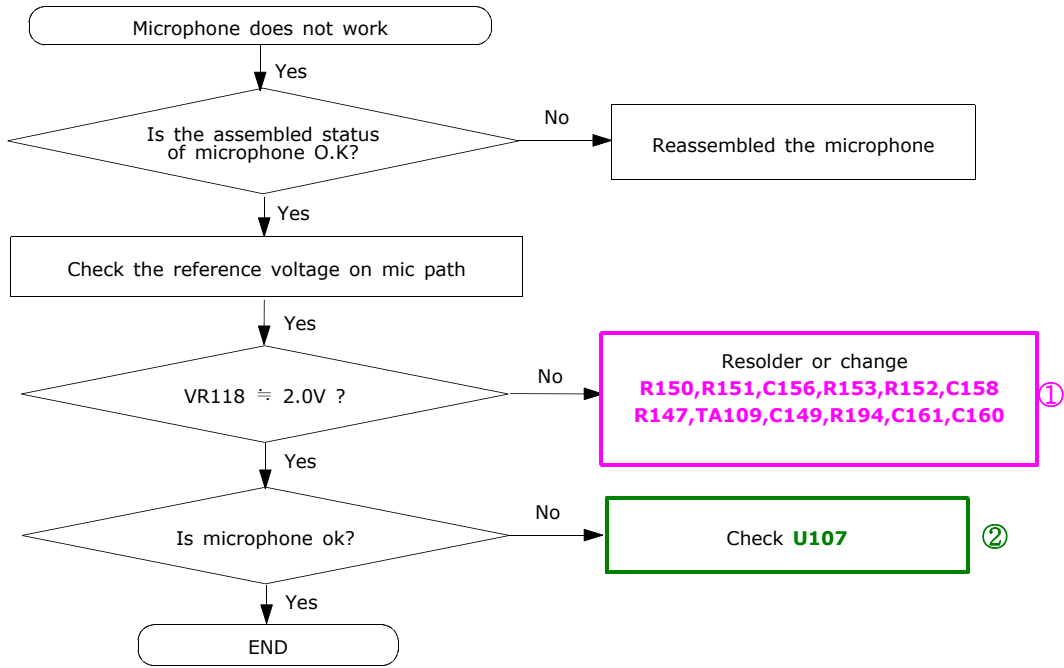 Microphone does not work
Yes
Is the assembled status
of microphone O.K?
No
Reassembled the microphone
Yes
Check the reference voltage on mic path
Yes
VR118 ≒ 2.0V ?
No
Resolder or change
R150,R151,C156,R153,R152,C158
R147,TA109,C149,R194,C161,C160
①
Yes
Is microphone ok?
No
Check U107
②
Yes
END